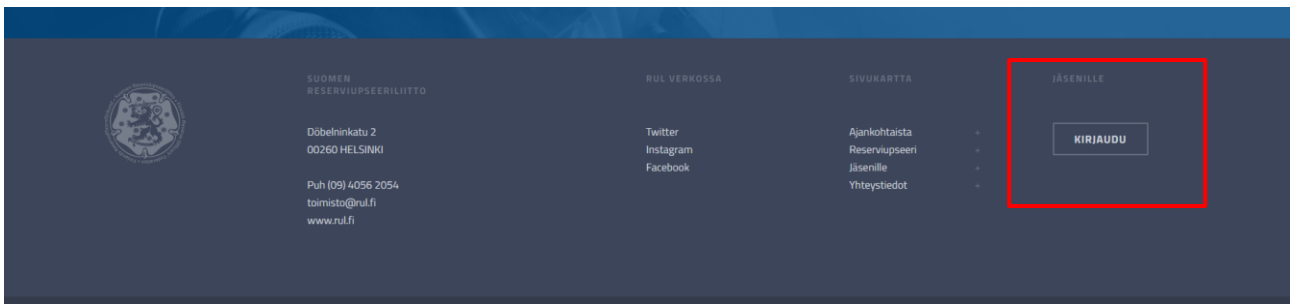 SUOMEN
RESERVIUPSEERILIITTO
Döbelninkatu 2
00260 HELSINKI
Puh (09) 4056 2054
toimisto@rul.fi
www.rul.fi
RUL VERKOSSA
Twitter
Instagram
Facebook
SIVUKARTTA
Ajankohtaista +
Reserviupseeri +
Jäsenille +
Yhteystiedot +
JÄSENILLE
KIRJAUDU